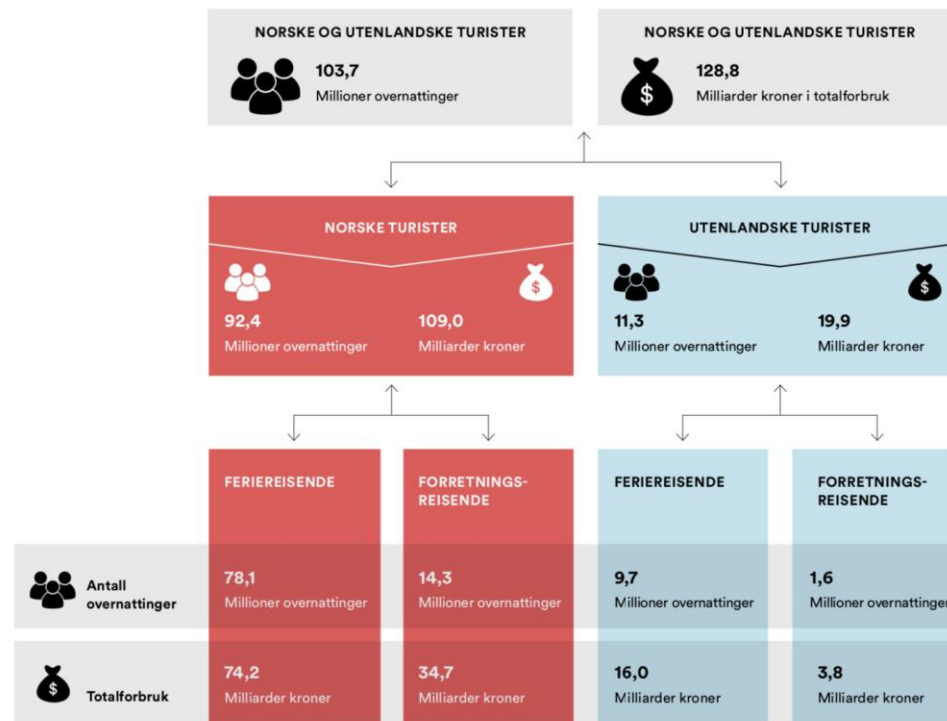 NORSKE OG UTENLANDSKE TURISTER
103,7
Millioner overnattinger
NORSKE OG UTENLANDSKE TURISTER
$
128,8
Milliarder kroner i totalforbruk
NORSKE TURISTER
$
92,4
Millioner overnattinger
109,0
Milliarder kroner
UTENLANDSKE TURISTER
$
11,3
Millioner overnattinger
19,9
Milliarder kroner
FERIEREISENDE
FORRETNINGS-
REISENDE
FERIEREISENDE
FORRETNINGS-
REISENDE
Antall
overnattinger
78,1
Millioner overnattinger
14,3
Millioner overnattinger
9,7
Millioner overnattinger
1,6
Millioner overnattinger
$
Totalforbruk
74,2
Milliarder kroner
34,7
Milliarder kroner
16,0
Milliarder kroner
3,8
Milliarder kroner